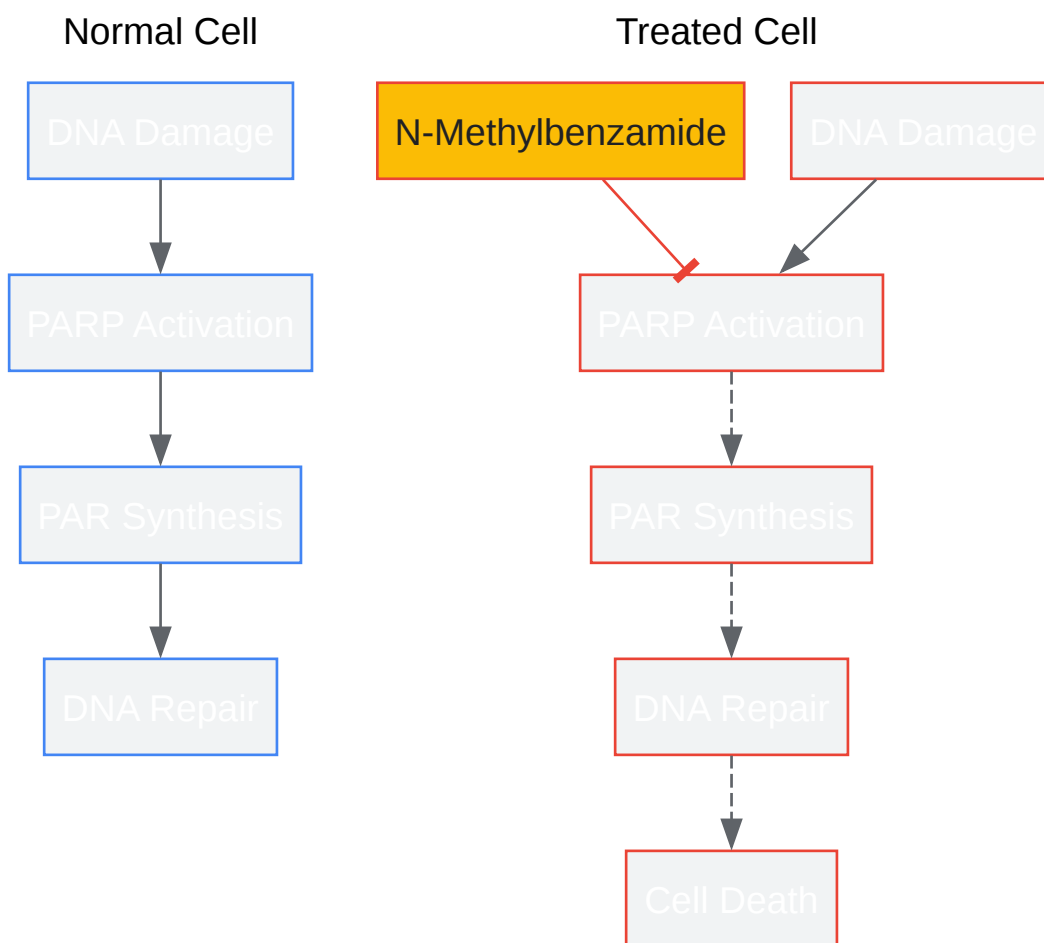 Normal Cell
Treated Cell
DNA Damage
N-Methylbenzamide
DNA Damage
PARP Activation
PARP Activation
PAR Synthesis
PAR Synthesis
DNA Repair
DNA Repair
Cell Death